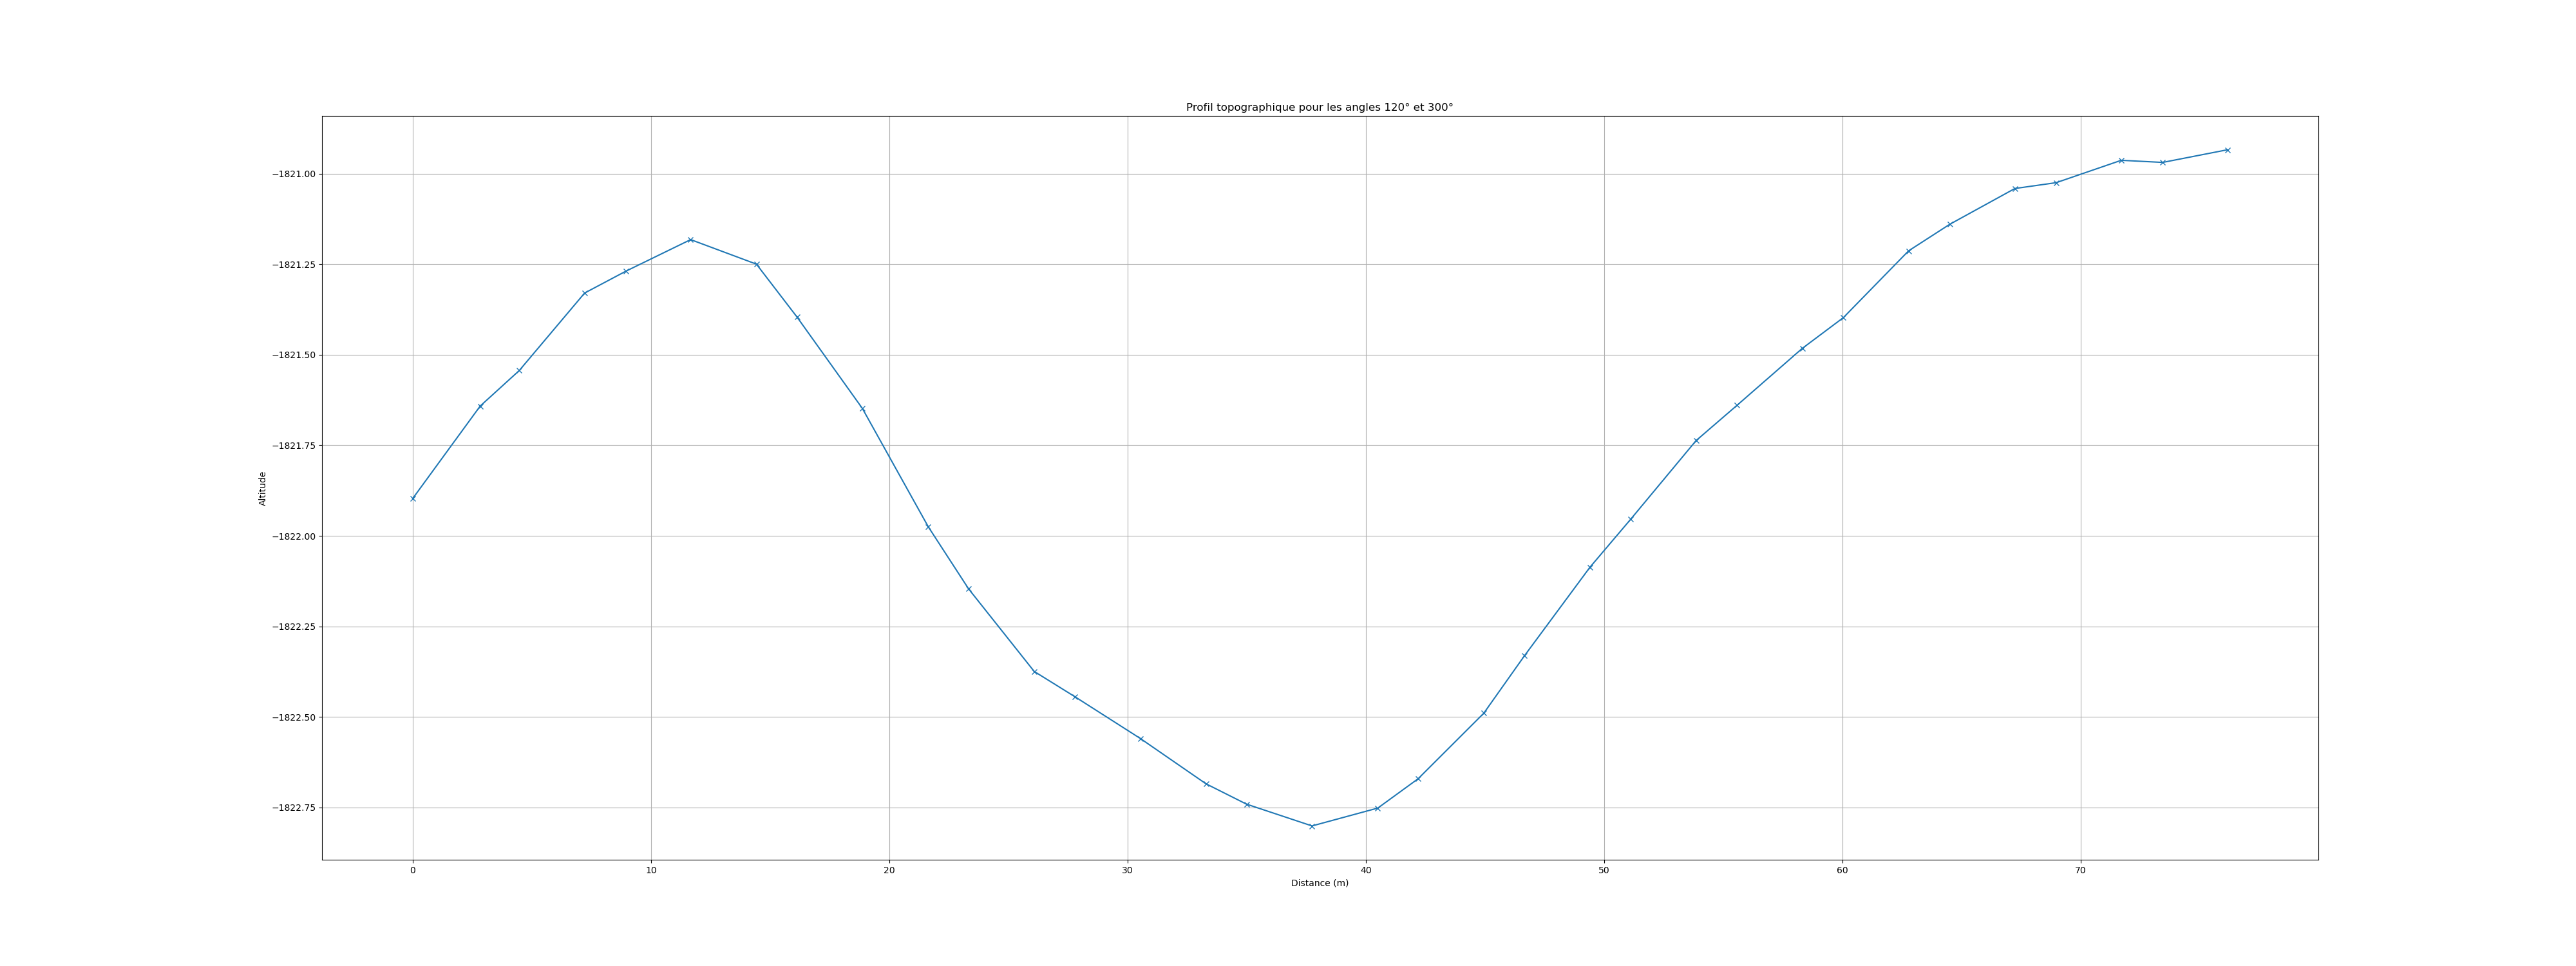 Profil topographique pour les angles 120° et 300°
−1821.00
−1821.25
−1821.50
−1821.75
−1822.00
−1822.25
−1822.50
−1822.75
Altitude
0 10 20 30 40 50 60 70
Distance (m)